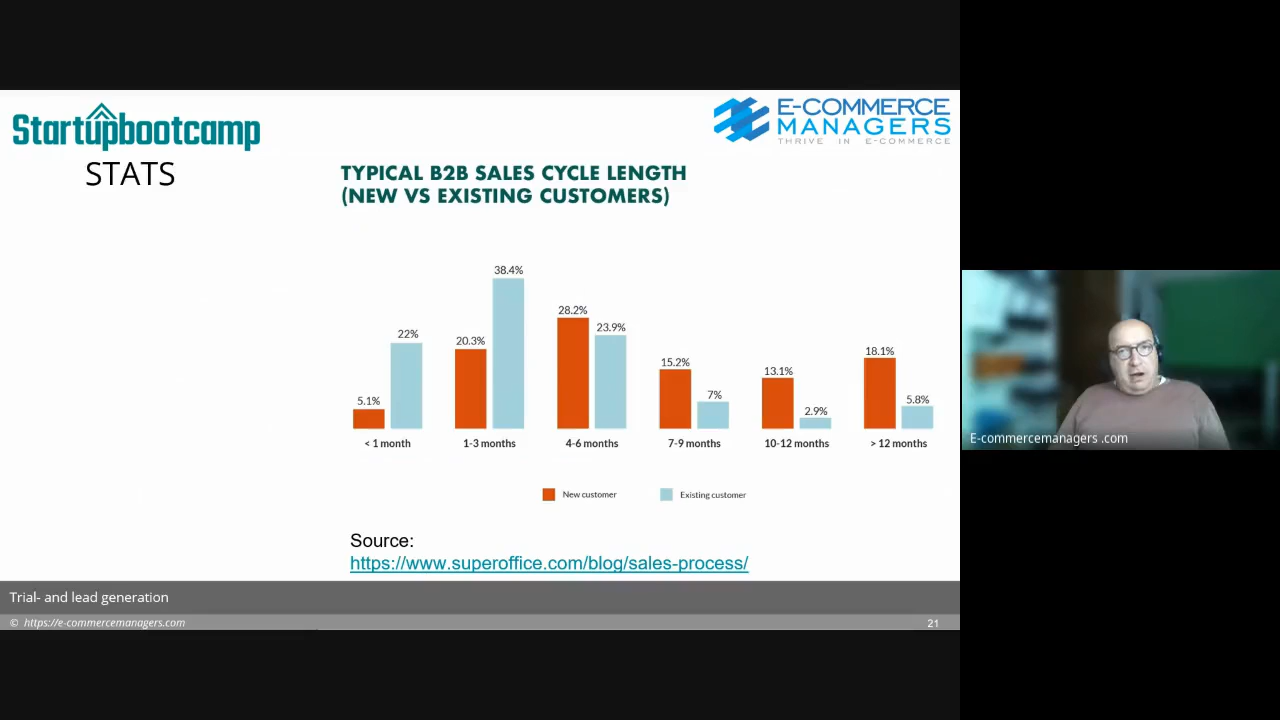 Startupbootcamp
E-COMMERCE
MANAGERS
THRIVE IN E-COMMERCE
STATS
TYPICAL B2B SALES CYCLE LENGTH
(NEW VS EXISTING CUSTOMERS)
5.1%
22%
20.3%
38.4%
28.2%
23.9%
15.2%
7%
13.1%
2.9%
18.1%
5.8%
< 1 month
1-3 months
4-6 months
7-9 months
10-12 months
> 12 months
New customer
Existing customer
Source:
https://www.superoffice.com/blog/sales-process/
Trial- and lead generation
© https://e-commercemanagers.com
21
E-commercemanagers .com